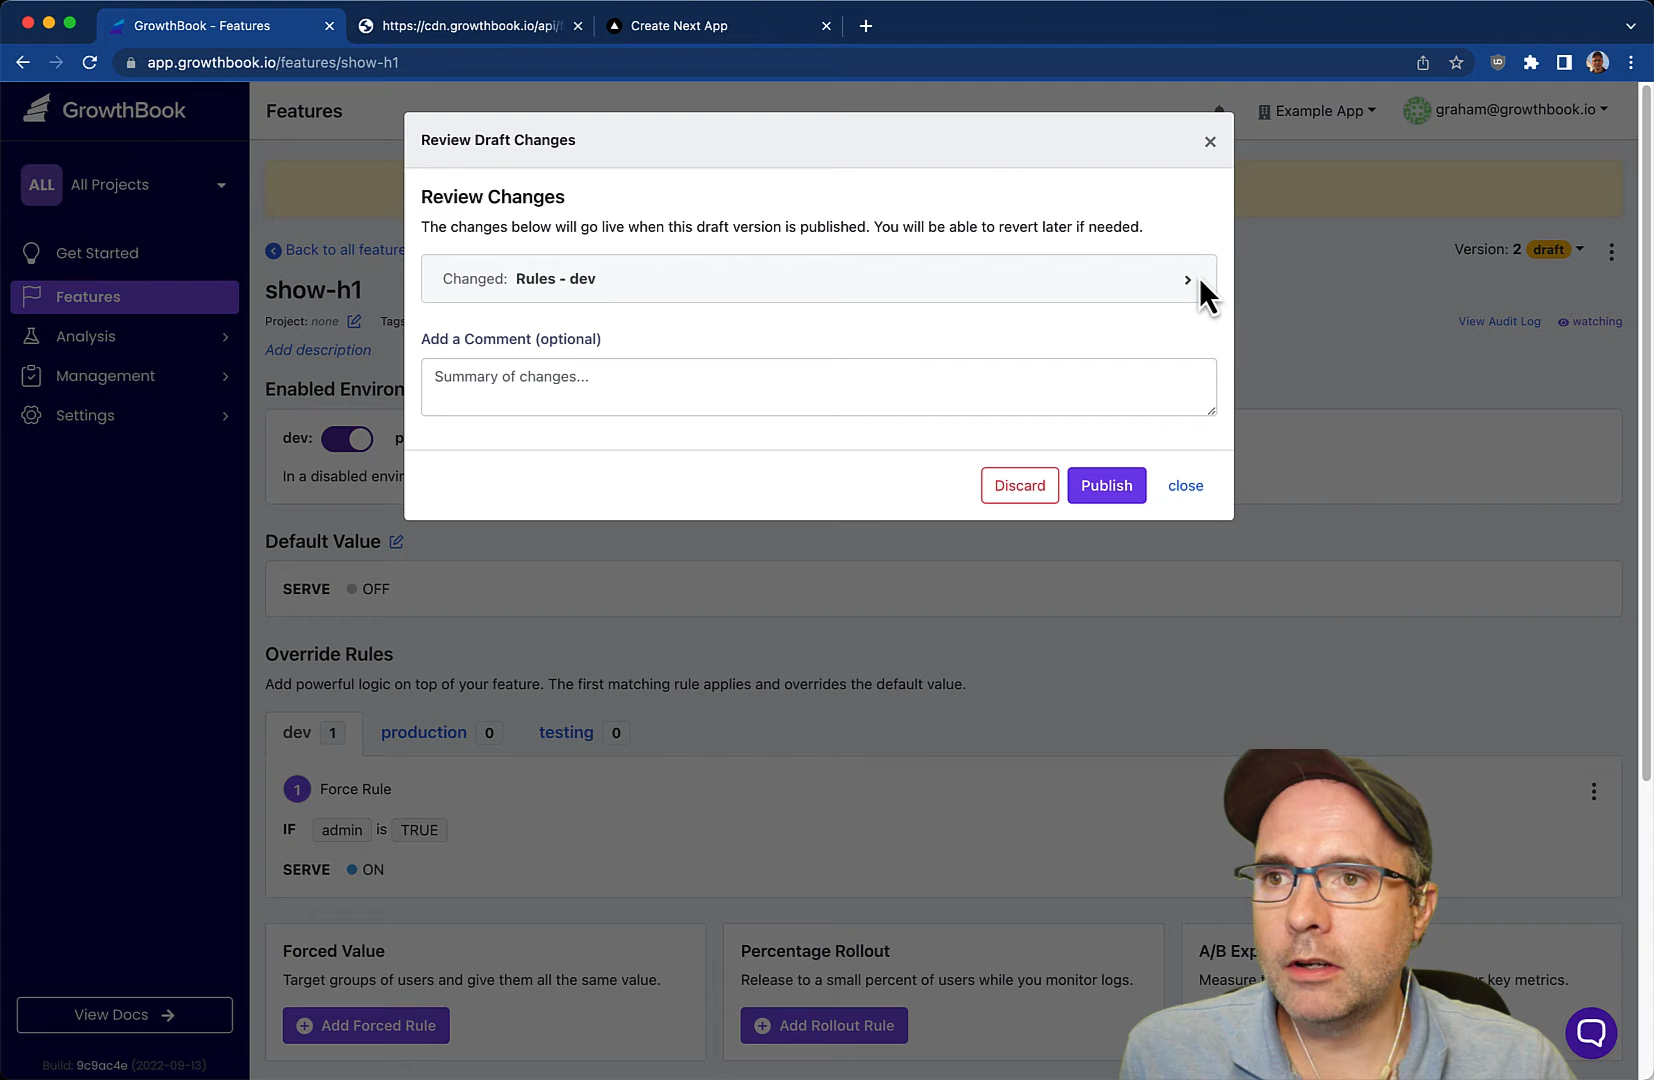 GrowthBook - Features
https://cdn.growthbook.io/api/f
Create Next App
app.growthbook.io/features/show-h1
GrowthBook
Features
Example App
graham@growthbook.io
ALL All Projects
Get Started
Features
Analysis
Management
Settings
View Docs
Build: 9c9ac4e (2022-09-13)
Review Draft Changes
Review Changes
The changes below will go live when this draft version is published. You will be able to revert later if needed.
Changed: Rules - dev
Add a Comment (optional)
Summary of changes...
Discard
Publish
close
Back to all feature
Version: 2 draft
show-h1
Project: none
Tags
View Audit Log
watching
Add description
Enabled Environ
dev:
p
In a disabled envir
Default Value
SERVE OFF
Override Rules
Add powerful logic on top of your feature. The first matching rule applies and overrides the default value.
dev 1 production 0 testing 0
1 Force Rule
IF admin is TRUE
SERVE ON
Forced Value
Target groups of users and give them all the same value.
Add Forced Rule
Percentage Rollout
Release to a small percent of users while you monitor logs.
Add Rollout Rule
A/B Exp
Measure
key metrics.